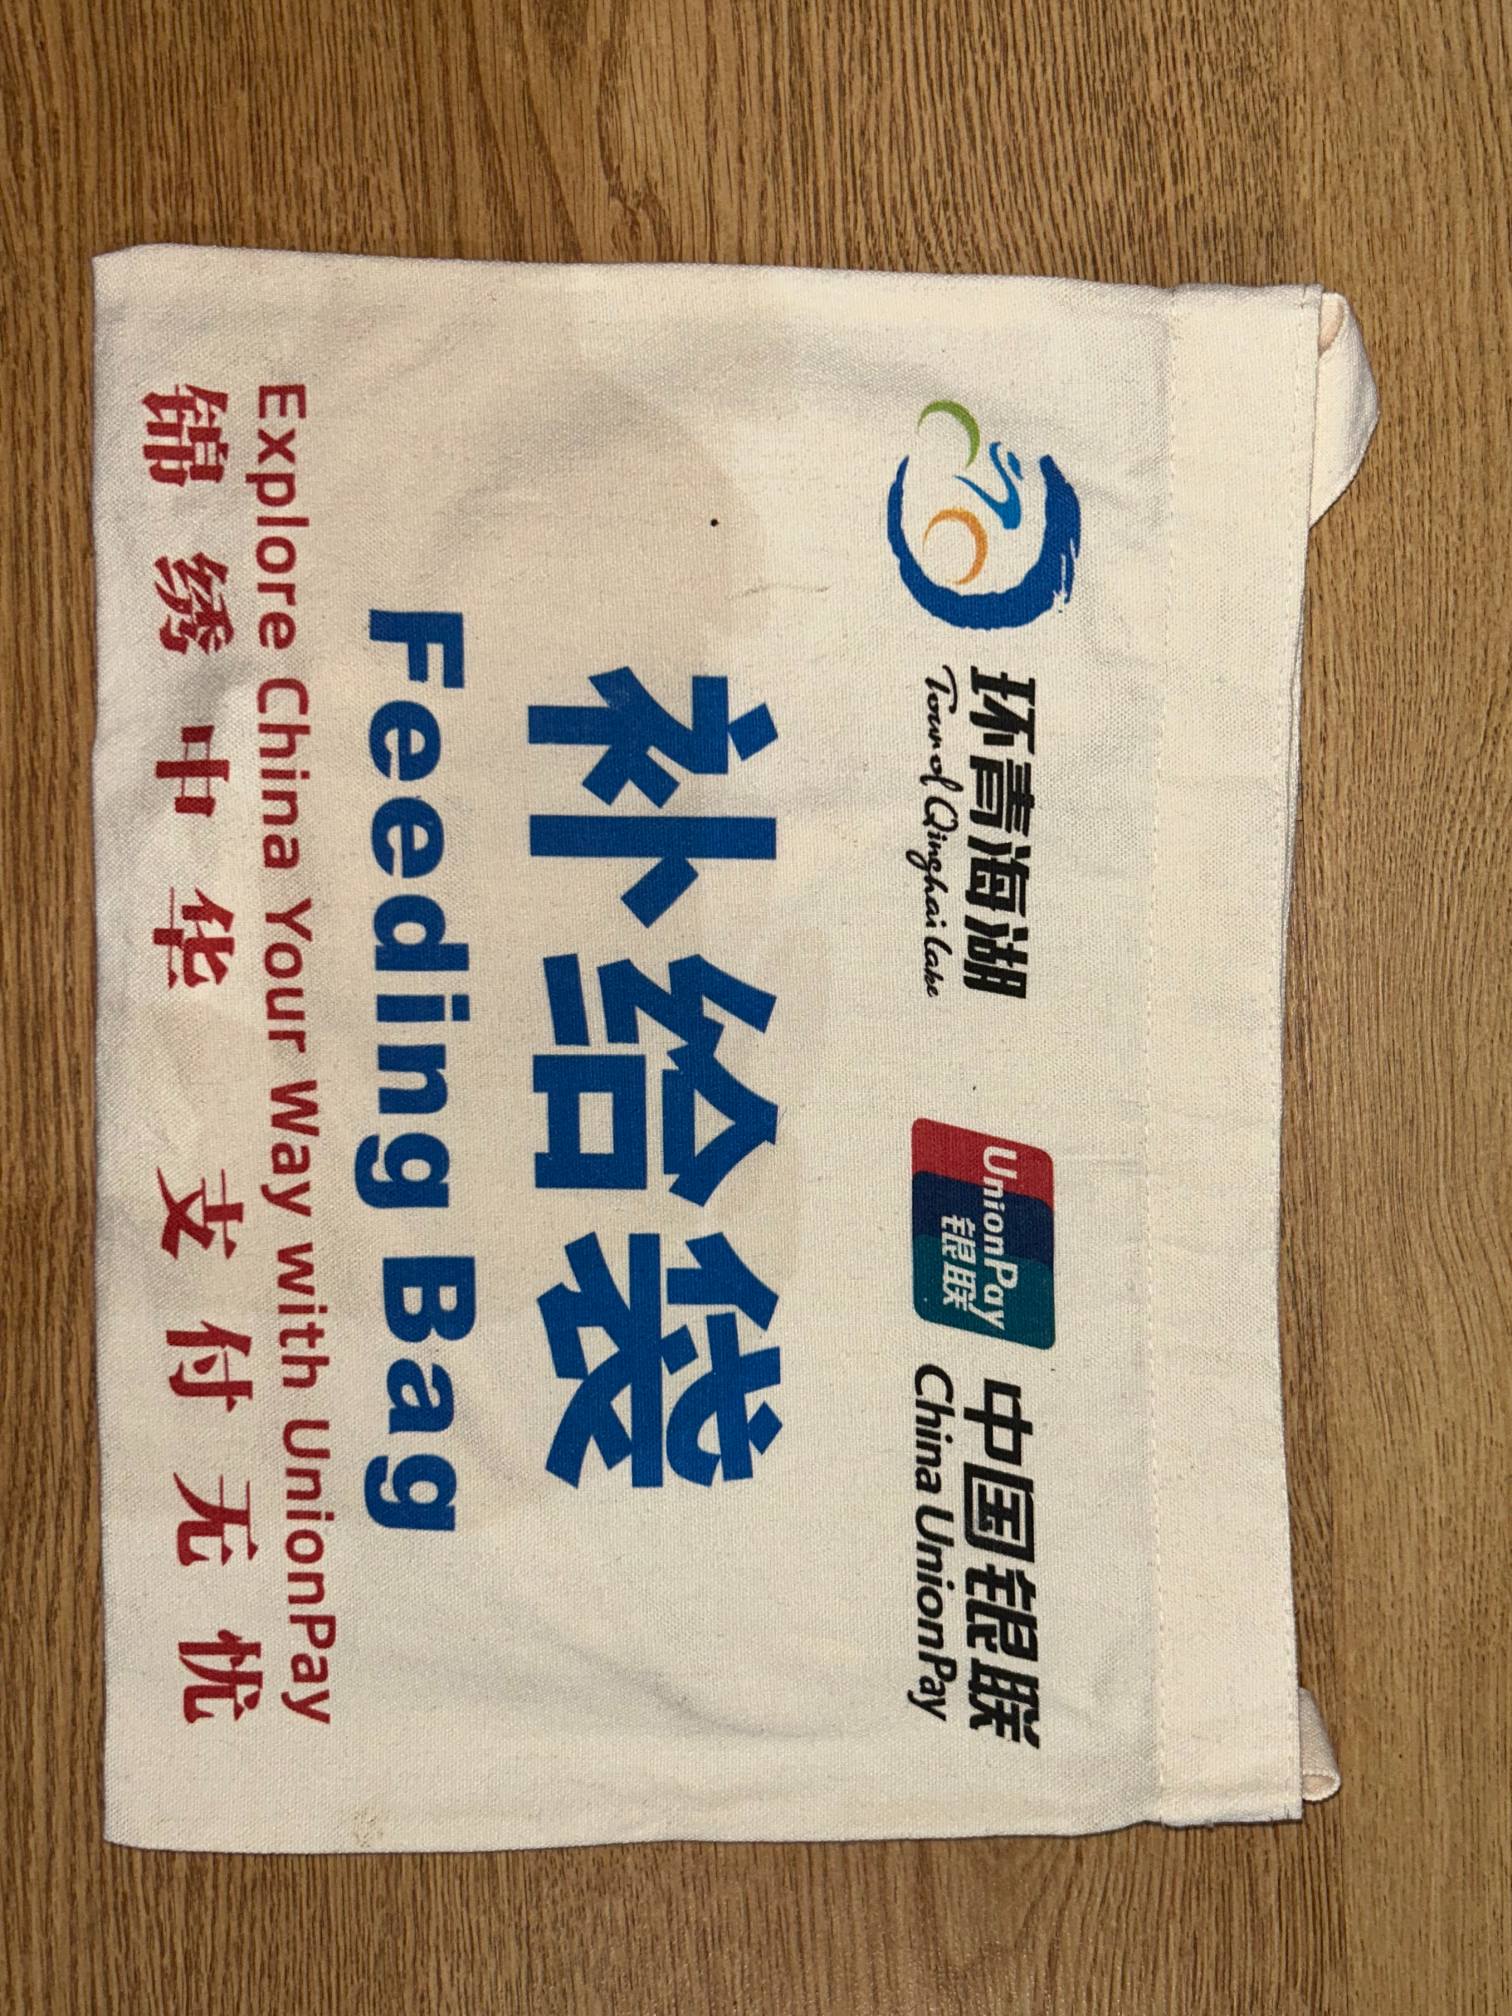 环青海湖
Tour of Qinghai Lake
UnionPay
银联
中国银联
China UnionPay
补给袋
Feeding Bag
Explore China Your Way with UnionPay
锦绣中华 支付无忧